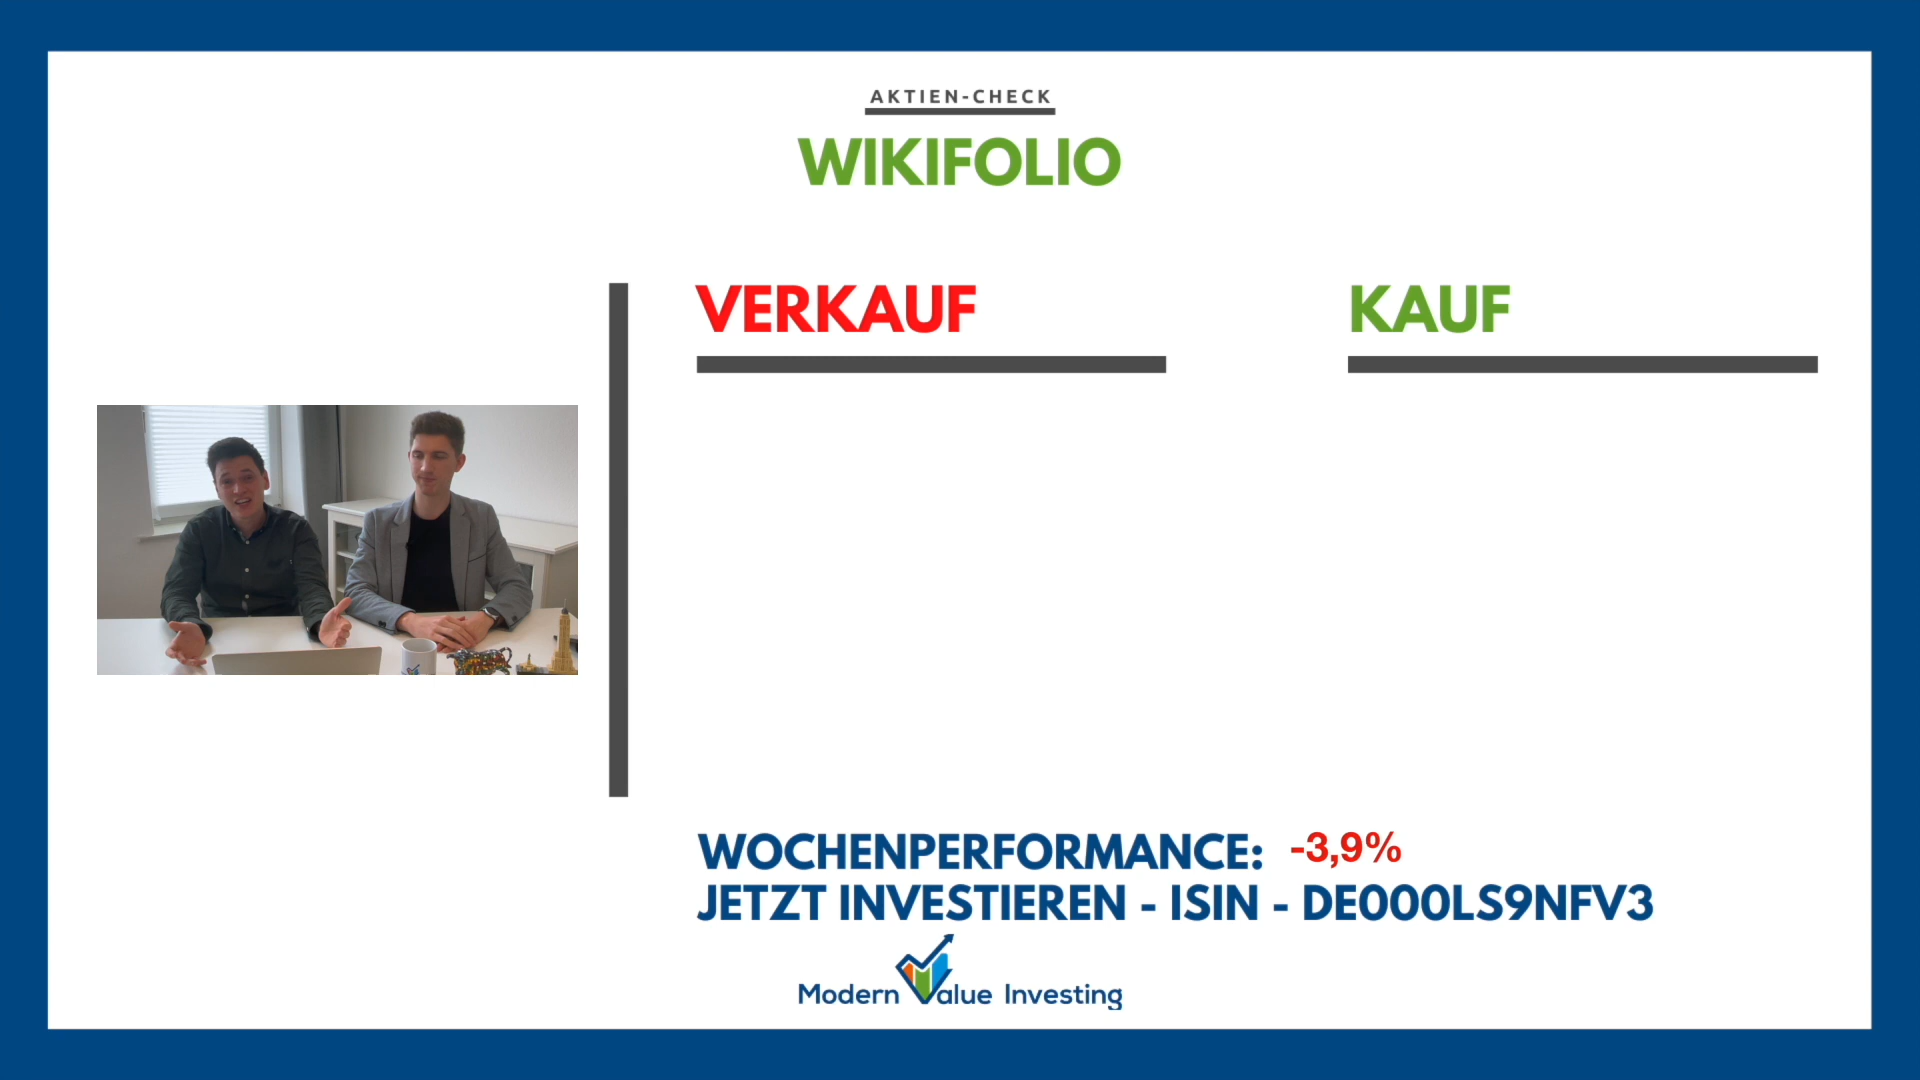 AKTIEN-CHECK
WIKIFOLIO
VERKAUF
KAUF
WOCHENPERFORMANCE: -3,9%
JETZT INVESTIEREN - ISIN - DE000LS9NFV3
Modern Value Investing